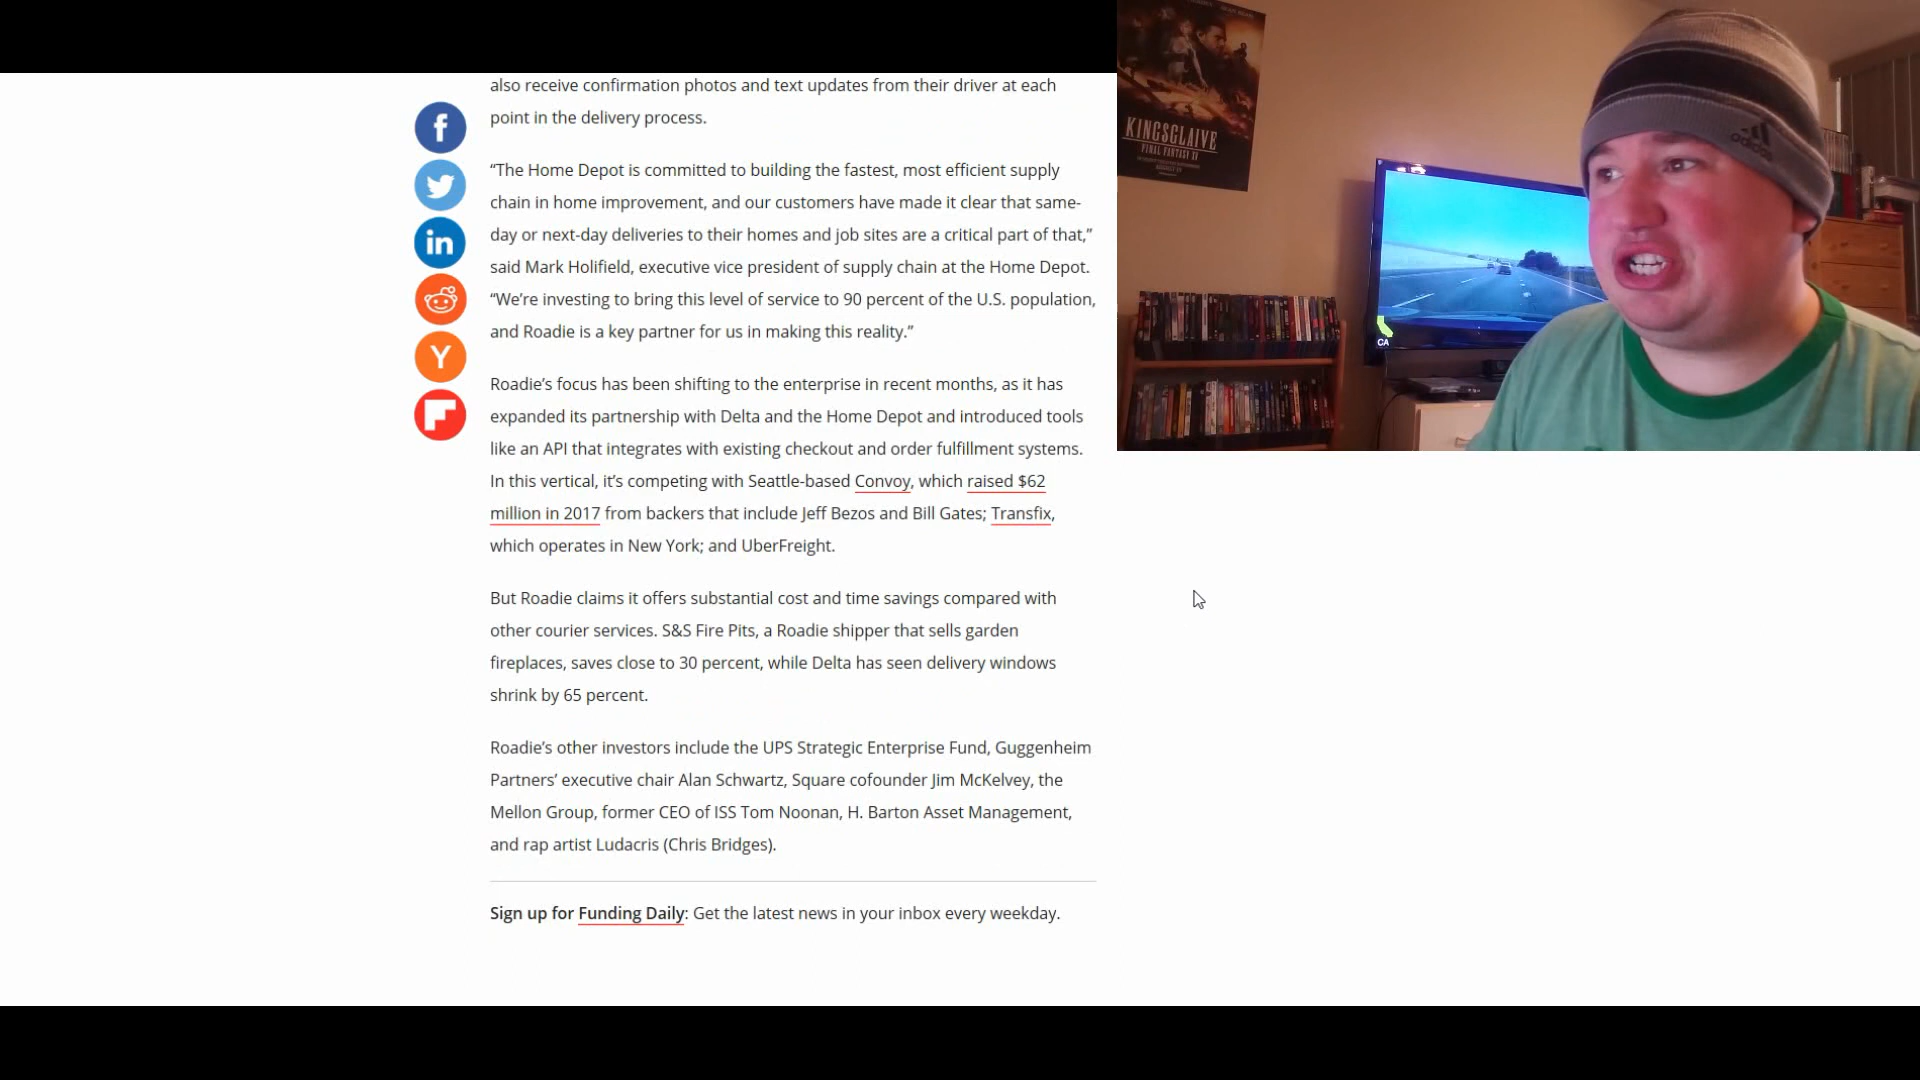 also receive confirmation photos and text updates from their driver at each
point in the delivery process.
“The Home Depot is committed to building the fastest, most efficient supply
chain in home improvement, and our customers have made it clear that same-
day or next-day deliveries to their homes and job sites are a critical part of that,”
said Mark Holifield, executive vice president of supply chain at the Home Depot.
“We’re investing to bring this level of service to 90 percent of the U.S. population,
and Roadie is a key partner for us in making this reality.”
Roadie’s focus has been shifting to the enterprise in recent months, as it has
expanded its partnership with Delta and the Home Depot and introduced tools
like an API that integrates with existing checkout and order fulfillment systems.
In this vertical, it’s competing with Seattle-based Convoy, which raised $62
million in 2017 from backers that include Jeff Bezos and Bill Gates; Transfix,
which operates in New York; and UberFreight.
But Roadie claims it offers substantial cost and time savings compared with
other courier services. S&S Fire Pits, a Roadie shipper that sells garden
fireplaces, saves close to 30 percent, while Delta has seen delivery windows
shrink by 65 percent.
Roadie’s other investors include the UPS Strategic Enterprise Fund, Guggenheim
Partners’ executive chair Alan Schwartz, Square cofounder Jim McKelvey, the
Mellon Group, former CEO of ISS Tom Noonan, H. Barton Asset Management,
and rap artist Ludacris (Chris Bridges).
Sign up for Funding Daily: Get the latest news in your inbox every weekday.
f
in
Y
KINGSGLAIVE
FINAL FANTASY XV
CA
adidas